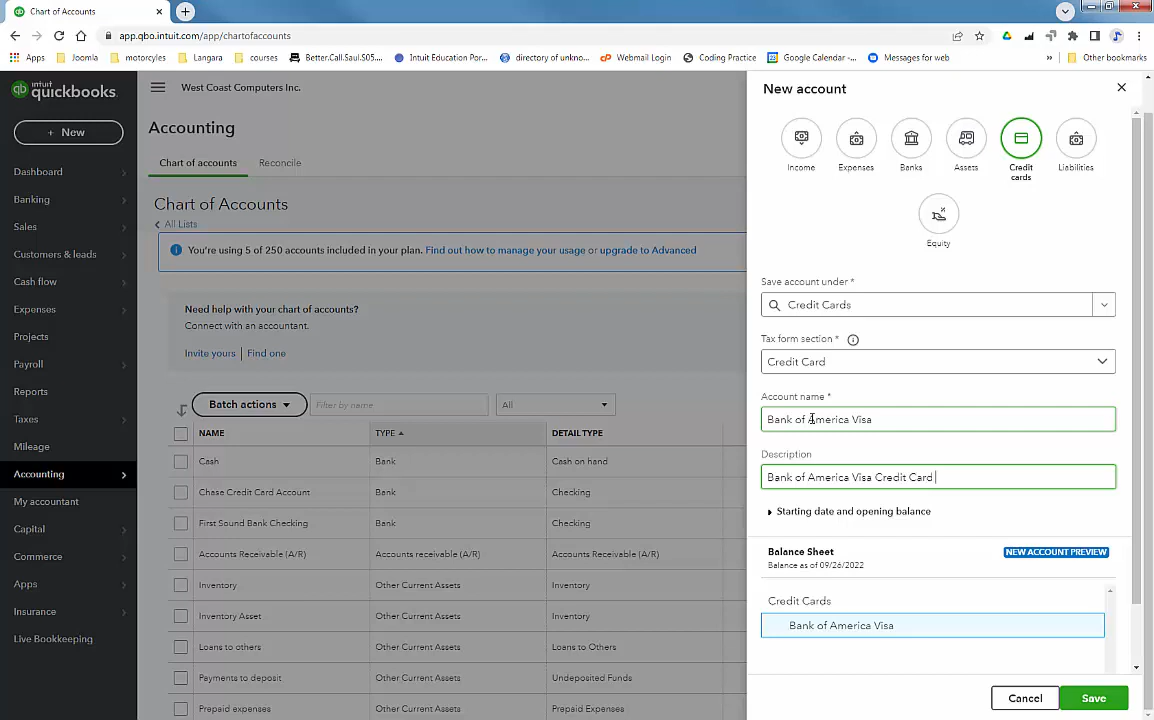 Chart of Accounts
app.qbo.intuit.com/app/chartofaccounts
Apps Joomla motorcyles Langara courses Better.Call.Saul.S05.... Intuit Education Por... directory of unkno... Webmail Login Coding Practice Google Calendar -... Messages for web » Other bookmarks
intuit quickbooks.
West Coast Computers Inc.
+ New
Dashboard
Banking
Sales
Customers & leads
Cash flow
Expenses
Projects
Payroll
Reports
Taxes
Mileage
Accounting
My accountant
Capital
Commerce
Apps
Insurance
Live Bookkeeping
Accounting
Chart of accounts Reconcile
Chart of Accounts
All Lists
You're using 5 of 250 accounts included in your plan. Find out how to manage your usage or upgrade to Advanced
Need help with your chart of accounts?
Connect with an accountant.
Invite yours Find one
Batch actions Filter by name All
NAME TYPE DETAIL TYPE
Cash Bank Cash on hand
Chase Credit Card Account Bank Checking
First Sound Bank Checking Bank Checking
Accounts Receivable (A/R) Accounts receivable (A/R) Accounts Receivable (A/R)
Inventory Other Current Assets Inventory
Inventory Asset Other Current Assets Inventory
Loans to others Other Current Assets Loans to Others
Payments to deposit Other Current Assets Undeposited Funds
Prepaid expenses Other Current Assets Prepaid Expenses
New account
Income Expenses Banks Assets Credit cards Liabilities
Equity
Save account under *
Credit Cards
Tax form section *
Credit Card
Account name *
Bank of America Visa
Description
Bank of America Visa Credit Card
Starting date and opening balance
Balance Sheet NEW ACCOUNT PREVIEW
Balance as of 09/26/2022
Credit Cards
Bank of America Visa
Cancel Save